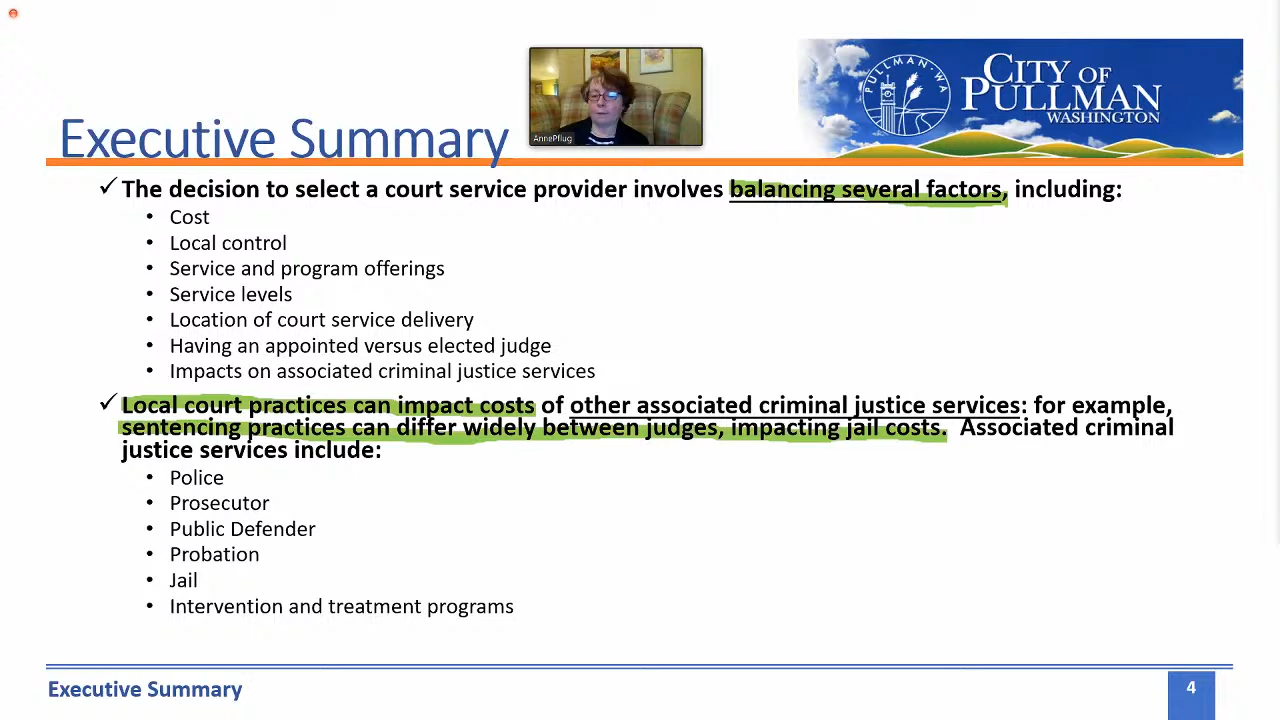 AnnePflug
PULLMAN·WA
CITY OF
PULLMAN
WASHINGTON
Executive Summary
✓ The decision to select a court service provider involves balancing several factors, including:
• Cost
• Local control
• Service and program offerings
• Service levels
• Location of court service delivery
• Having an appointed versus elected judge
• Impacts on associated criminal justice services
✓ Local court practices can impact costs of other associated criminal justice services: for example,
sentencing practices can differ widely between judges, impacting jail costs. Associated criminal
justice services include:
• Police
• Prosecutor
• Public Defender
• Probation
• Jail
• Intervention and treatment programs
Executive Summary
4